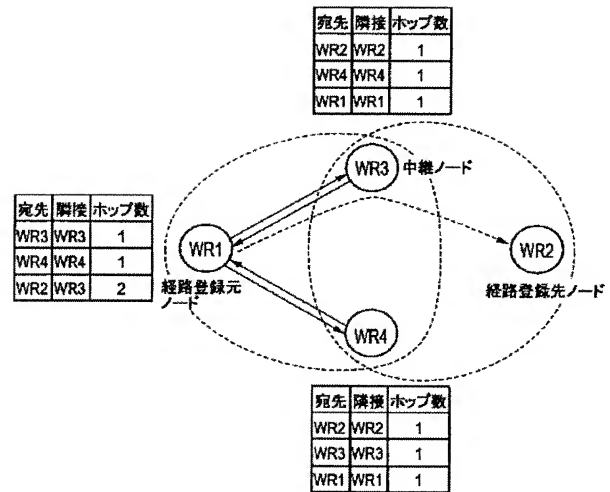 宛先 隣接 ホップ数
WR2 WR2 1
WR4 WR4 1
WR1 WR1 1
WR3 中継ノード
宛先 隣接 ホップ数
WR3 WR3 1
WR4 WR4 1
WR2 WR3 2
WR1
経路登録元
ノード
WR2
経路登録先ノード
WR4
宛先 隣接 ホップ数
WR2 WR2 1
WR3 WR3 1
WR1 WR1 1